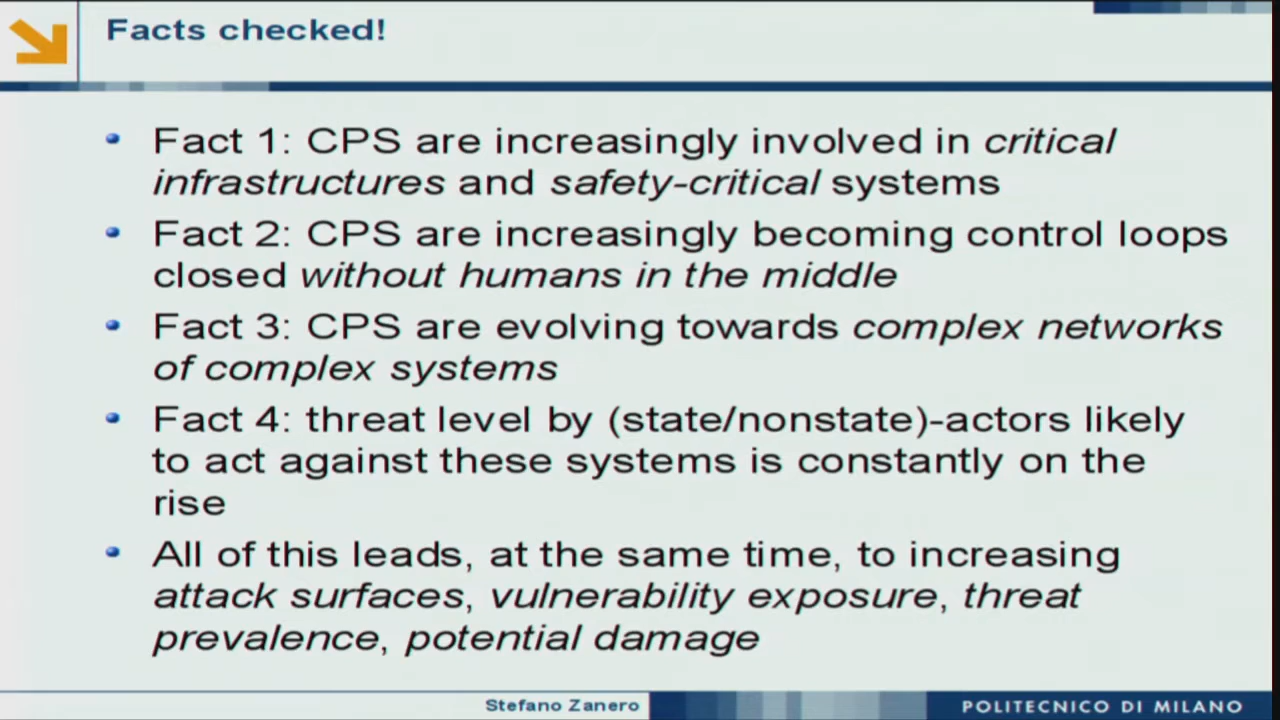 Facts checked!
Fact 1: CPS are increasingly involved in critical
infrastructures and safety-critical systems
Fact 2: CPS are increasingly becoming control loops
closed without humans in the middle
Fact 3: CPS are evolving towards complex networks
of complex systems
Fact 4: threat level by (state/nonstate)-actors likely
to act against these systems is constantly on the
rise
All of this leads, at the same time, to increasing
attack surfaces, vulnerability exposure, threat
prevalence, potential damage
Stefano Zanero
POLITECNICO DI MILANO